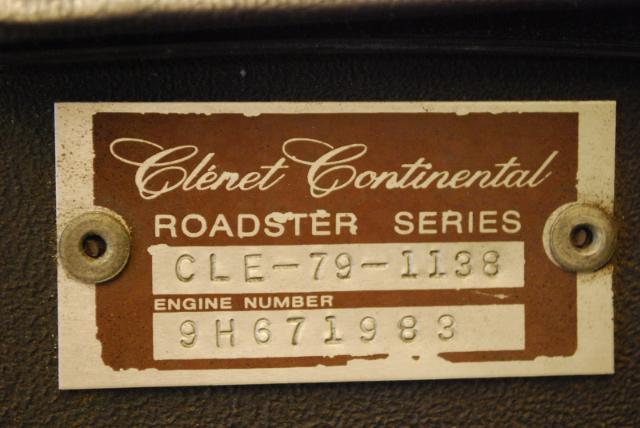 Clénet Continental
ROADSTER SERIES
CLE-79-1138
ENGINE NUMBER
9H671983